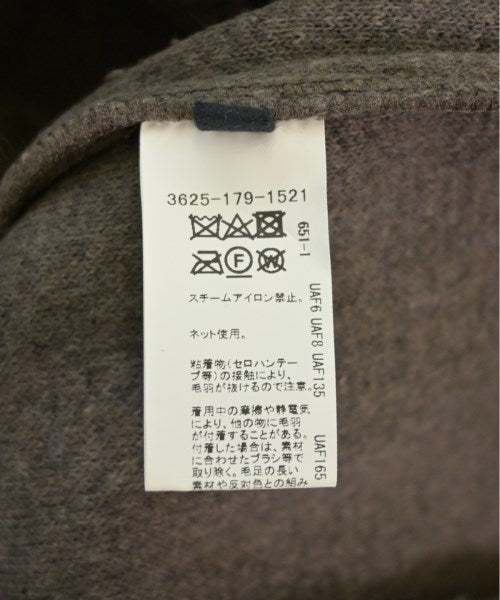 3625-179-1521
651-1
F
W
スチームアイロン禁止。
ネット使用。
粘着物(セロハンテー
プ等)の接触により、
毛羽が抜けるので注意。
着用中の摩擦や静電気
により、他の物に毛羽
が付着することがある。
付着した場合は、素材
に合わせたブラシ等で
取り除く。毛足の長い
素材や反対色との組み
UAF6 UAF8 UAF135
UAF165